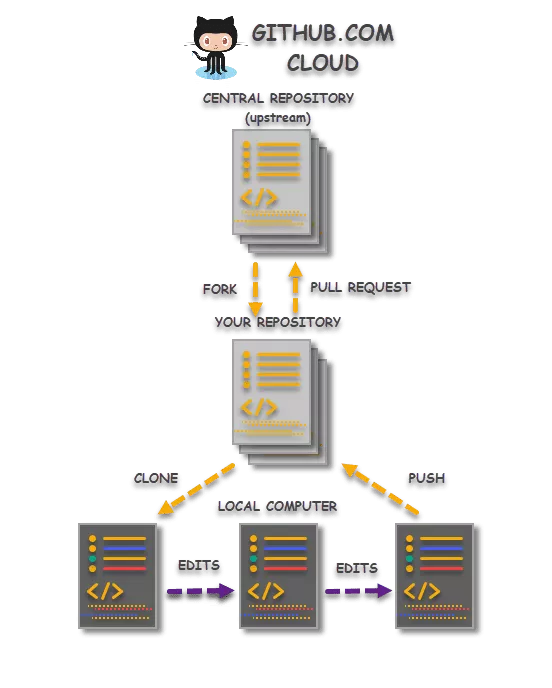 GITHUB.COM
CLOUD
CENTRAL REPOSITORY
(upstream)
</>
FORK
PULL REQUEST
YOUR REPOSITORY
</>
CLONE
PUSH
LOCAL COMPUTER
EDITS
EDITS
</>
</>
</>